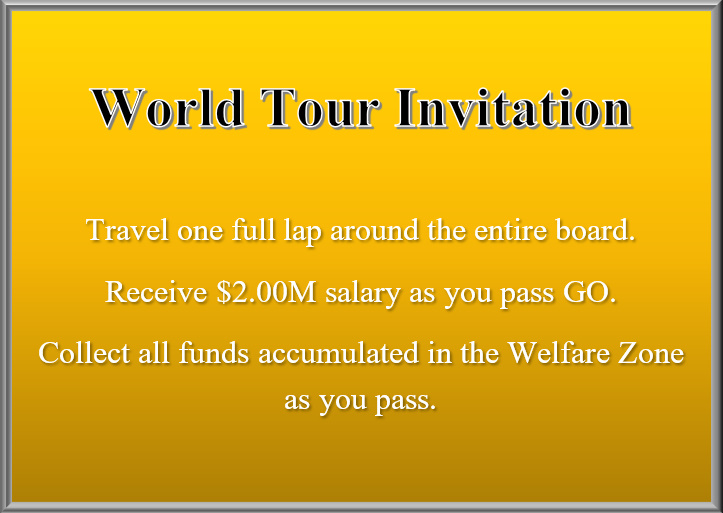 World Tour Invitation
Travel one full lap around the entire board.
Receive $2.00M salary as you pass GO.
Collect all funds accumulated in the Welfare Zone
as you pass.